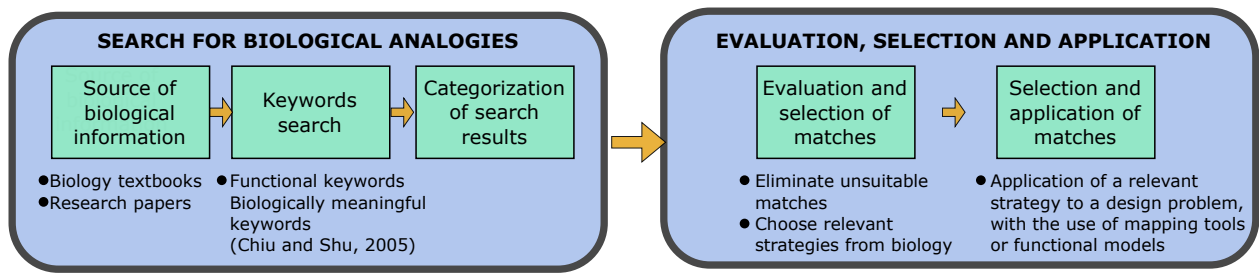 SEARCH FOR BIOLOGICAL ANALOGIES
Source of
biological
information
Keywords
search
Categorization
of search
results
●Biology textbooks
●Research papers
●Functional keywords
Biologically meaningful
keywords
(Chiu and Shu, 2005)
EVALUATION, SELECTION AND APPLICATION
Evaluation and
selection of
matches
Selection and
application of
matches
● Eliminate unsuitable
matches
● Choose relevant
strategies from biology
● Application of a relevant
strategy to a design problem,
with the use of mapping tools
or functional models